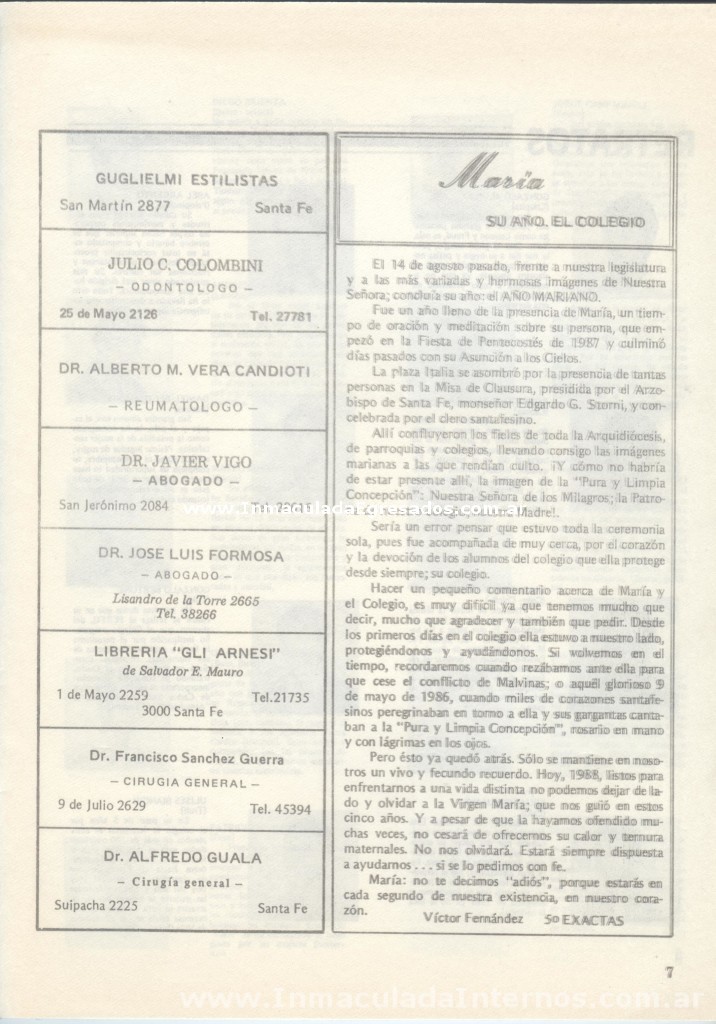 GUGLIELMI ESTILISTAS
San Martín 2877 Santa Fe
JULIO C. COLOMBINI
– ODONTOLOGO –
25 de Mayo 2126 Tel. 27781
DR. ALBERTO M. VERA CANDIOTI
– REUMATOLOGO –
DR. JAVIER VIGO
– ABOGADO –
San Jerónimo 2084
DR. JOSE LUIS FORMOSA
– ABOGADO –
Lisandro de la Torre 2665
Tel. 38266
LIBRERIA "GLI ARNESI"
de Salvador E. Mauro
1 de Mayo 2259 Tel.21735
3000 Santa Fe
Dr. Francisco Sanchez Guerra
– CIRUGIA GENERAL –
9 de Julio 2629 Tel. 45394
Dr. ALFREDO GUALA
– Cirugía general –
Suipacha 2225 Santa Fe
María
SU AÑO. EL COLEGIO
El 14 de agosto pasado, frente a nuestra legislatura
y a las más variadas y hermosas imágenes de Nuestra
Señora; concluía su año: el AÑO MARIANO.
Fue un año lleno de la presencia de María, un tiem-
po de oración y meditación sobre su persona, que em-
pezó en la Fiesta de Pentecostés de 1987 y culminó
días pasados con su Asunción a los Cielos.
La plaza Italia se asombró por la presencia de tantas
personas en la Misa de Clausura, presidida por el Arzo-
bispo de Santa Fe, monseñor Edgardo G. Storni, y con-
celebrada por el clero santafesino.
Allí confluyeron los fieles de toda la Arquidiócesis,
de parroquias y colegios, llevando consigo las imágenes
marianas a las que rendían culto. ¡Y cómo no habría
de estar presente allí, la imagen de la "Pura y Limpia
Concepción": Nuestra Señora de los Milagros; la Patro-
na de nuestro Colegio, nuestra Madre!.
Sería un error pensar que estuvo toda la ceremonia
sola, pues fue acompañada de muy cerca, por el corazón
y la devoción de los alumnos del colegio que ella protege
desde siempre; su colegio.
Hacer un pequeño comentario acerca de María y
el Colegio, es muy difícil ya que tenemos mucho que
decir, mucho que agradecer y también que pedir. Desde
los primeros días en el colegio ella estuvo a nuestro lado,
protegiéndonos y ayudándonos. Si volvemos en el
tiempo, recordaremos cuando rezábamos ante ella para
que cese el conflicto de Malvinas; o aquél glorioso 9
de mayo de 1986, cuando miles de corazones santafe-
sinos peregrinaban en torno a ella y sus gargantas canta-
ban a la "Pura y Limpia Concepción", rosario en mano
y con lágrimas en los ojos.
Pero ésto ya quedó atrás. Sólo se mantiene en noso-
tros un vivo y fecundo recuerdo. Hoy, 1988, listos para
enfrentarnos a una vida distinta no podemos dejar de la-
do y olvidar a la Virgen María; que nos guió en estos
cinco años. Y a pesar de que la hayamos ofendido mu-
chas veces, no cesará de ofrecernos su calor y ternura
maternales. No nos olvidará. Estará siempre dispuesta
a ayudarnos . . . si se lo pedimos con fe.
María: no te decimos "adiós", porque estarás en
cada segundo de nuestra existencia, en nuestro cora-
zón.
Víctor Fernández 5º EXACTAS
7
www.InmaculadaEgresados.com.ar
www.InmaculadaInternos.com.ar